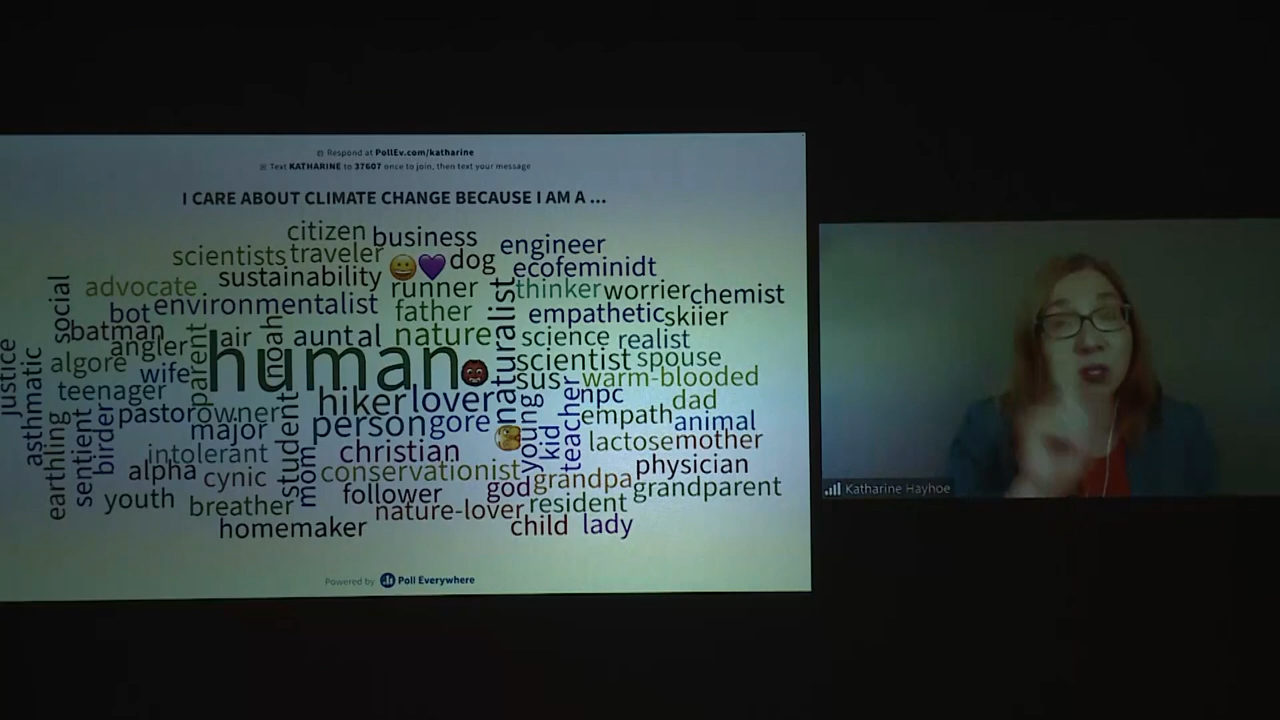 Respond at PollEv.com/katharine
Text KATHARINE to 37607 once to join, then text your message
I CARE ABOUT CLIMATE CHANGE BECAUSE I AM A ...
citizen
business
engineer
scientists
traveler
dog
ecofeminidt
sustainability
advocate
runner
thinker
worrier
chemist
social
bot
environmentalist
father
empathetic
skier
batman
angler
air
noah
aunt
al
nature
naturalist
science
realist
justice
asthmatic
algore
wife
parent
human
scientist
spouse
teenager
sus
warm-blooded
hiker
lover
npc
dad
earthling
sentient
birder
pastor
owner
person
gore
young
kid
teacher
empath
animal
major
student
lactose
mother
intolerant
christian
alpha
cynic
mom
conservationist
physician
youth
breather
follower
god
grandpa
grandparent
nature-lover
resident
homemaker
child
lady
Powered by Poll Everywhere
Katharine Hayhoe